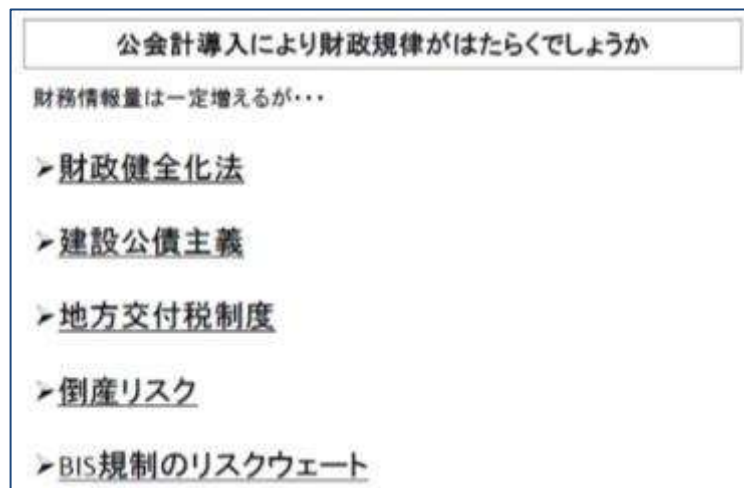 公会計導入により財政規律がはたらくでしょうか
財務情報量は一定増えるが･･･
➢財政健全化法
➢建設公債主義
➢地方交付税制度
➢倒産リスク
➢BIS規制のリスクウェート